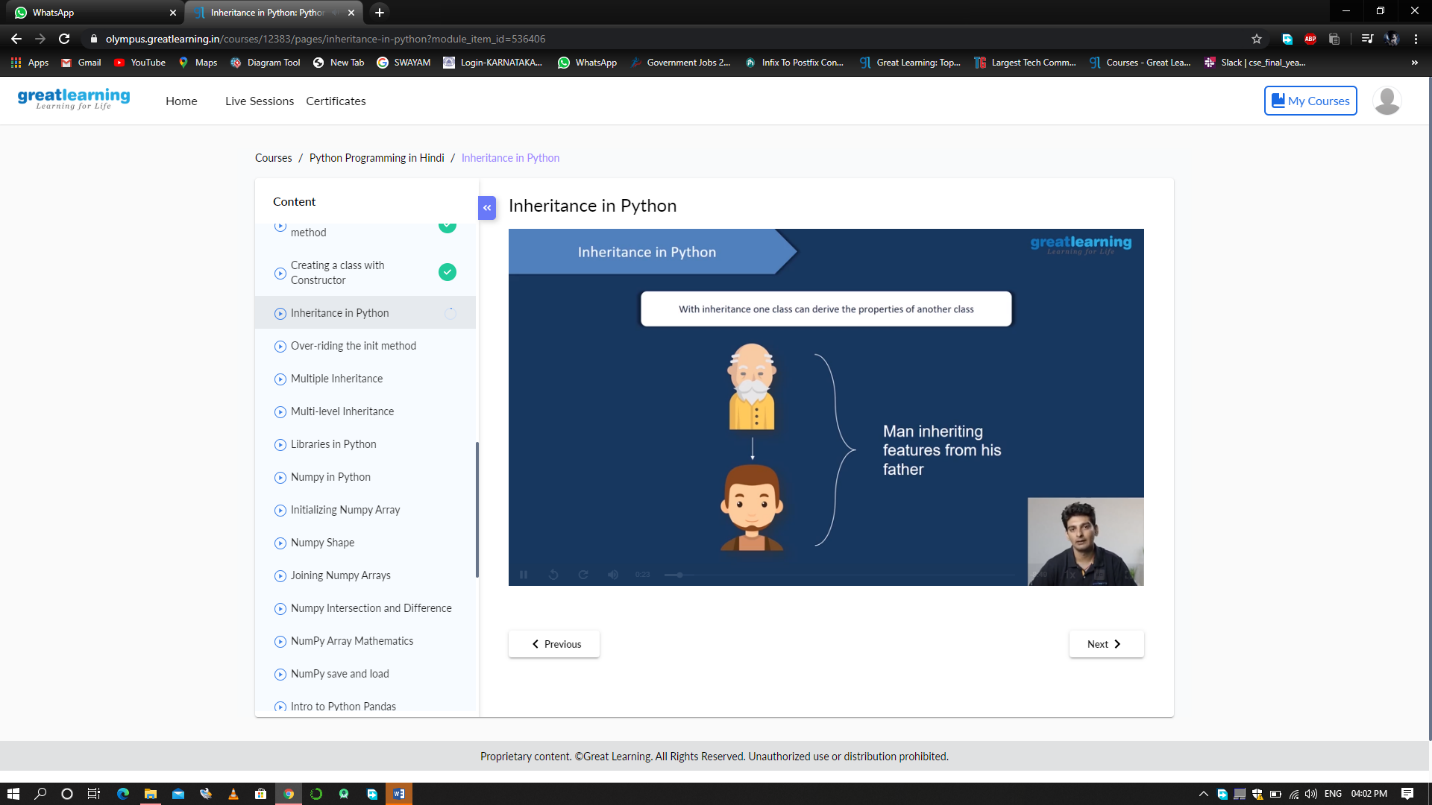 WhatsApp
Inheritance in Python: Pytho
olympus.greatlearning.in/courses/12383/pages/inheritance-in-python?module_item_id=536406
ABP
Apps
Gmail
YouTube
Maps
Diagram Tool
New Tab
SWAYAM
Login-KARNATAKA...
WhatsApp
Government Jobs 2...
Infix To Postfix Con...
Great Learning: Top...
Largest Tech Comm...
Courses - Great Lea...
Slack | cse_final_yea...
»
greatlearning
Learning for Life
Home
Live Sessions
Certificates
My Courses
Courses / Python Programming in Hindi / Inheritance in Python
Content
method
Creating a class with
Constructor
Inheritance in Python
Over-riding the init method
Multiple Inheritance
Multi-level Inheritance
Libraries in Python
Numpy in Python
Initializing Numpy Array
Numpy Shape
Joining Numpy Arrays
Numpy Intersection and Difference
NumPy Array Mathematics
NumPy save and load
Intro to Python Pandas
Inheritance in Python
Inheritance in Python
greatlearning
Learning for Life
With inheritance one class can derive the properties of another class
Man inheriting
features from his
father
Previous
Next
Proprietary content. ©Great Learning. All Rights Reserved. Unauthorized use or distribution prohibited.
ENG
04:02 PM